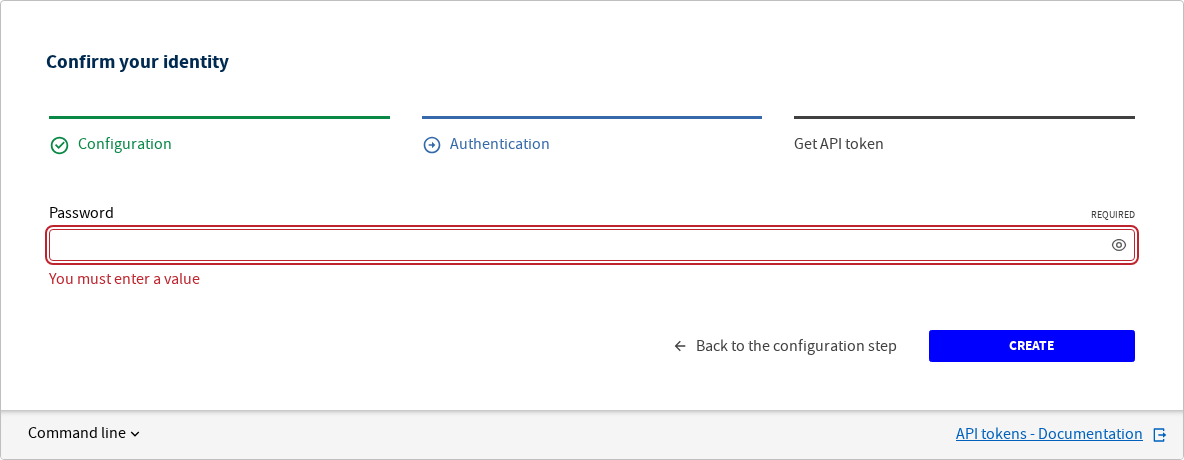 Confirm your identity
Configuration
Authentication
Get API token
Password
REQUIRED
You must enter a value
Back to the configuration step
CREATE
Command line
API tokens - Documentation